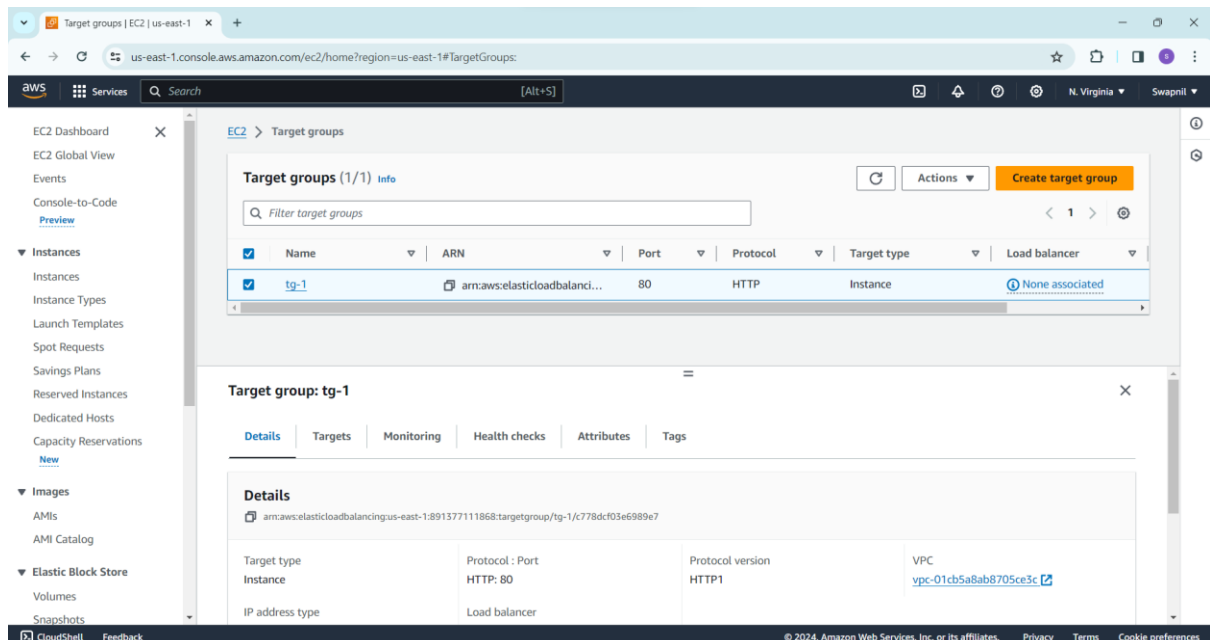 Target groups | EC2 | us-east-1
us-east-1.console.aws.amazon.com/ec2/home?region=us-east-1#TargetGroups:
S
aws
Services
Search
[Alt+S]
N. Virginia
Swapnil
EC2 Dashboard
EC2 Global View
Events
Console-to-Code
Preview
Instances
Instances
Instance Types
Launch Templates
Spot Requests
Savings Plans
Reserved Instances
Dedicated Hosts
Capacity Reservations
New
Images
AMIs
AMI Catalog
Elastic Block Store
Volumes
Snapshots
EC2 > Target groups
Target groups (1/1) Info
Actions
Create target group
Filter target groups
1
Name ARN Port Protocol Target type Load balancer
tg-1 arn:aws:elasticloadbalanci... 80 HTTP Instance None associated
Target group: tg-1
Details Targets Monitoring Health checks Attributes Tags
Details
arn:aws:elasticloadbalancing:us-east-1:891377111868:targetgroup/tg-1/c778dcf03e6989e7
Target type Protocol : Port Protocol version VPC
Instance HTTP: 80 HTTP1 vpc-01cb5a8ab8705ce3c
IP address type Load balancer
CloudShell Feedback © 2024, Amazon Web Services, Inc. or its affiliates. Privacy Terms Cookie preferences